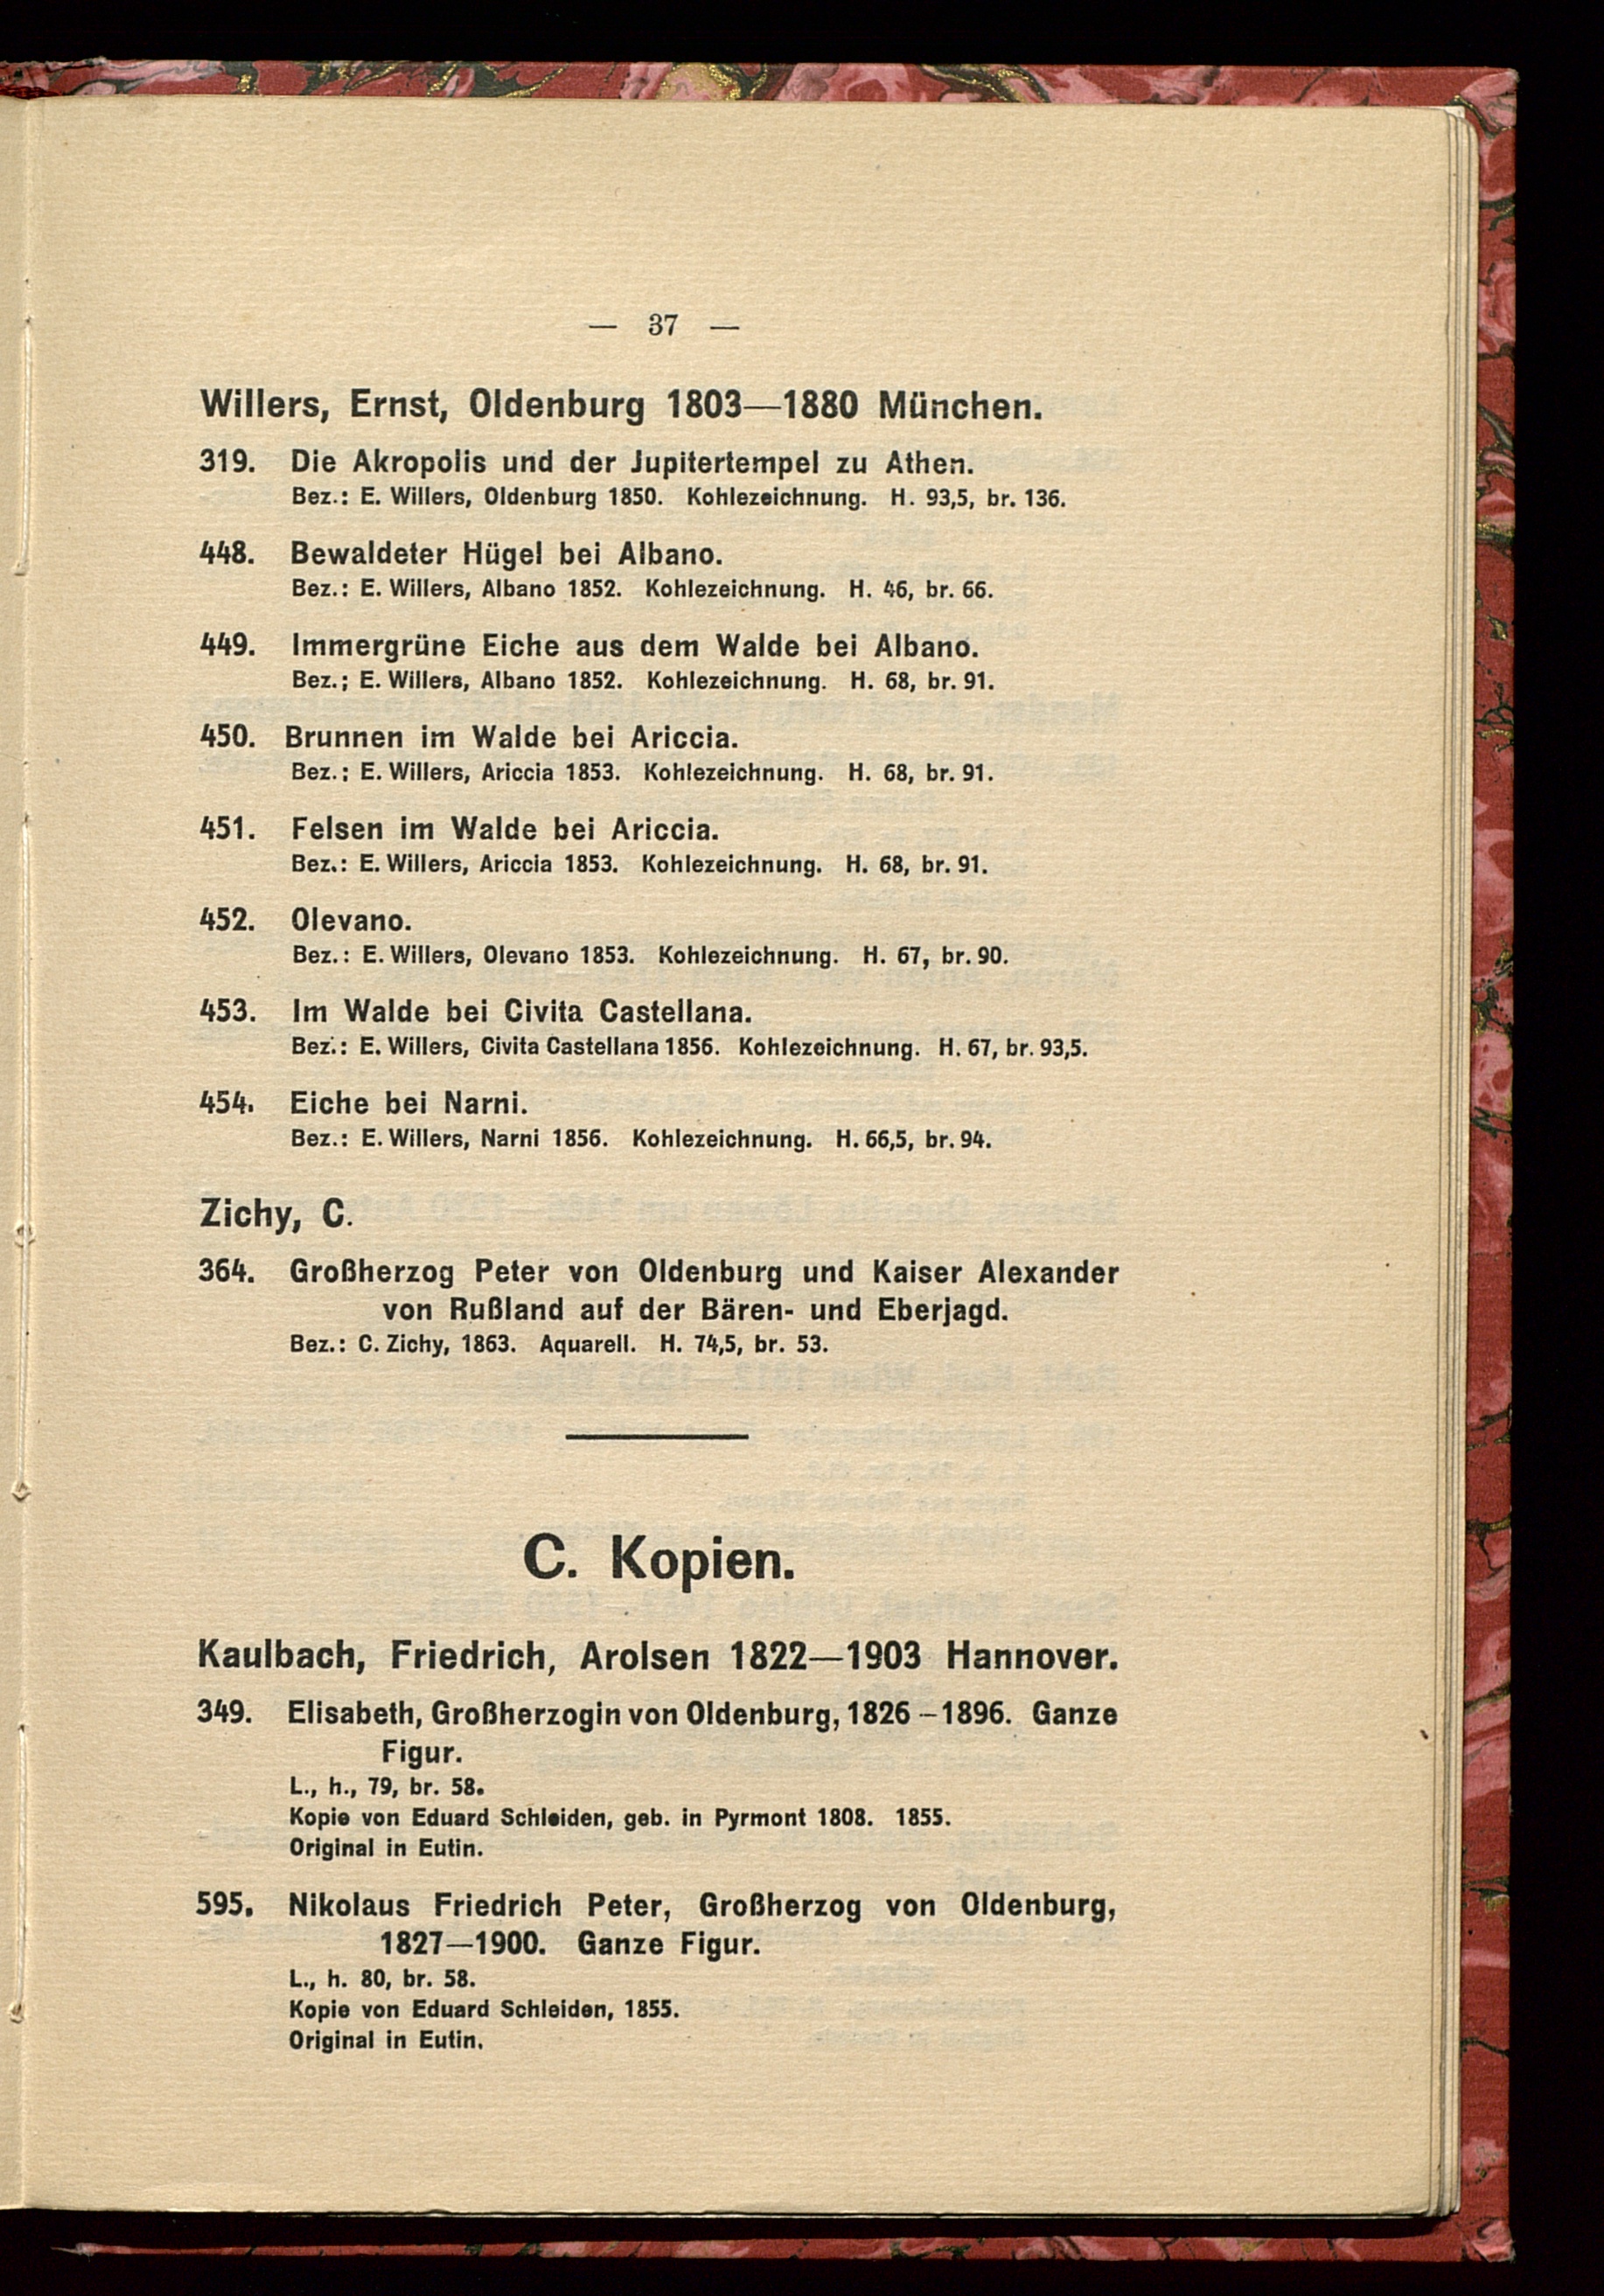 — 37 —
Willers, Ernst, Oldenburg 1803—1880 München.
319. Die Akropolis und der Jupitertempel zu Athen.
Bez.: E. Willers, Oldenburg 1850. Kohlezeichnung. H. 93,5, br. 136.
448. Bewaldeter Hügel bei Albano.
Bez.: E. Willers, Albano 1852. Kohlezeichnung. H. 46, br. 66.
449. Immergrüne Eiche aus dem Walde bei Albano.
Bez.; E. Willers, Albano 1852. Kohlezeichnung. H. 68, br. 91.
450. Brunnen im Walde bei Ariccia.
Bez.: E. Willers, Ariccia 1853. Kohlezeichnung. H. 68, br. 91.
451. Felsen im Walde bei Ariccia.
Bez.: E. Willers, Ariccia 1853. Kohlezeichnung. H. 68, br. 91.
452. Olevano.
Bez.: E. Willers, Olevano 1853. Kohlezeichnung. H. 67, br. 90.
453. Im Walde bei Civita Castellana.
Bez.: E. Willers, Civita Castellana 1856. Kohlezeichnung. H. 67, br. 93,5.
454. Eiche bei Narni.
Bez.: E. Willers, Narni 1856. Kohlezeichnung. H. 66,5, br. 94.
Zichy, C.
364. Großherzog Peter von Oldenburg und Kaiser Alexander
von Rußland auf der Bären- und Eberjagd.
Bez.: C. Zichy, 1863. Aquarell. H. 74,5, br. 53.
C. Kopien.
Kaulbach, Friedrich, Arolsen 1822—1903 Hannover.
349. Elisabeth, Großherzogin von Oldenburg, 1826–1896. Ganze
Figur.
L., h., 79, br. 58.
Kopie von Eduard Schleiden, geb. in Pyrmont 1808. 1855.
Original in Eutin.
595. Nikolaus Friedrich Peter, Großherzog von Oldenburg,
1827—1900. Ganze Figur.
L., h. 80, br. 58.
Kopie von Eduard Schleiden, 1855.
Original in Eutin.